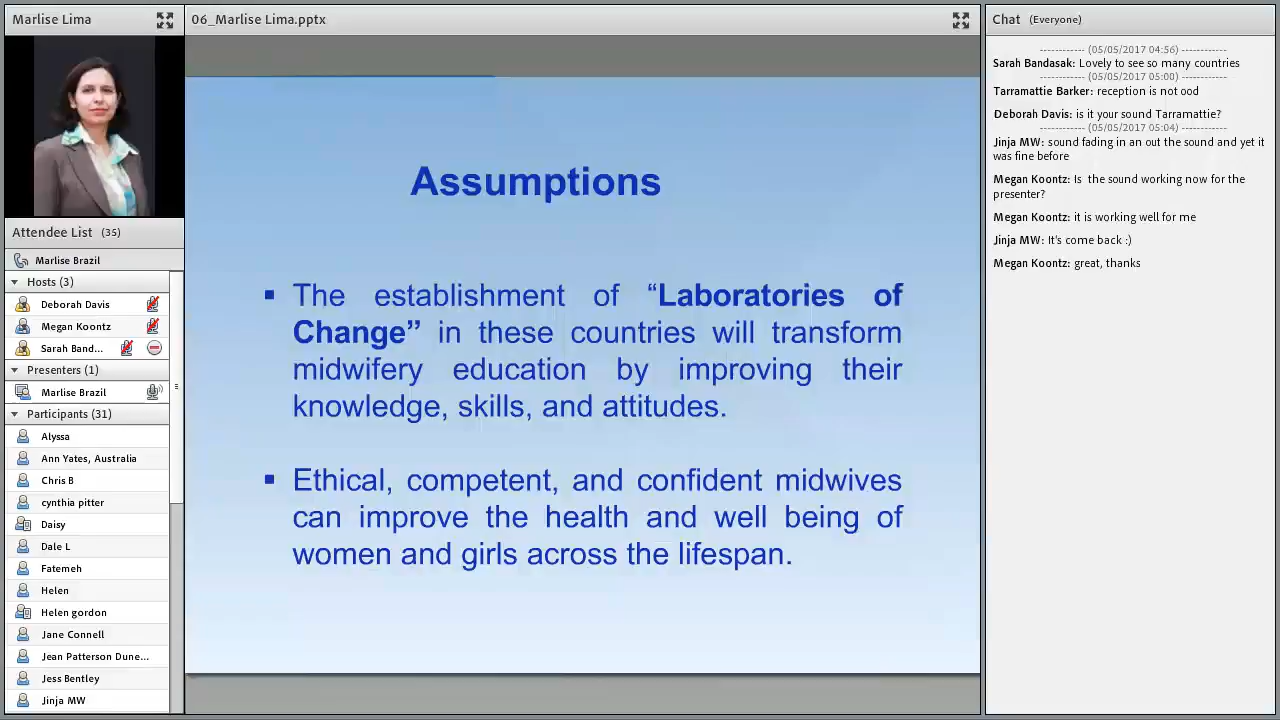 Marlise Lima
06_Marlise Lima.pptx
Chat (Everyone)
Attendee List (35)
Marlise Brazil
Hosts (3)
Deborah Davis
Megan Koontz
Sarah Band...
Presenters (1)
Marlise Brazil
Participants (31)
Alyssa
Ann Yates, Australia
Chris B
cynthia pitter
Daisy
Dale L
Fatemeh
Helen
Helen gordon
Jane Connell
Jean Patterson Dune...
Jess Bentley
Jinja MW
Assumptions
▪ The establishment of “Laboratories of
Change” in these countries will transform
midwifery education by improving their
knowledge, skills, and attitudes.
▪ Ethical, competent, and confident midwives
can improve the health and well being of
women and girls across the lifespan.
------------ (05/05/2017 04:56) ------------
Sarah Bandasak: Lovely to see so many countries
------------ (05/05/2017 05:00) ------------
Tarramattie Barker: reception is not ood
Deborah Davis: is it your sound Tarramattie?
------------ (05/05/2017 05:04) ------------
Jinja MW: sound fading in an out the sound and yet it
was fine before
Megan Koontz: Is the sound working now for the
presenter?
Megan Koontz: it is working well for me
Jinja MW: It's come back :)
Megan Koontz: great, thanks